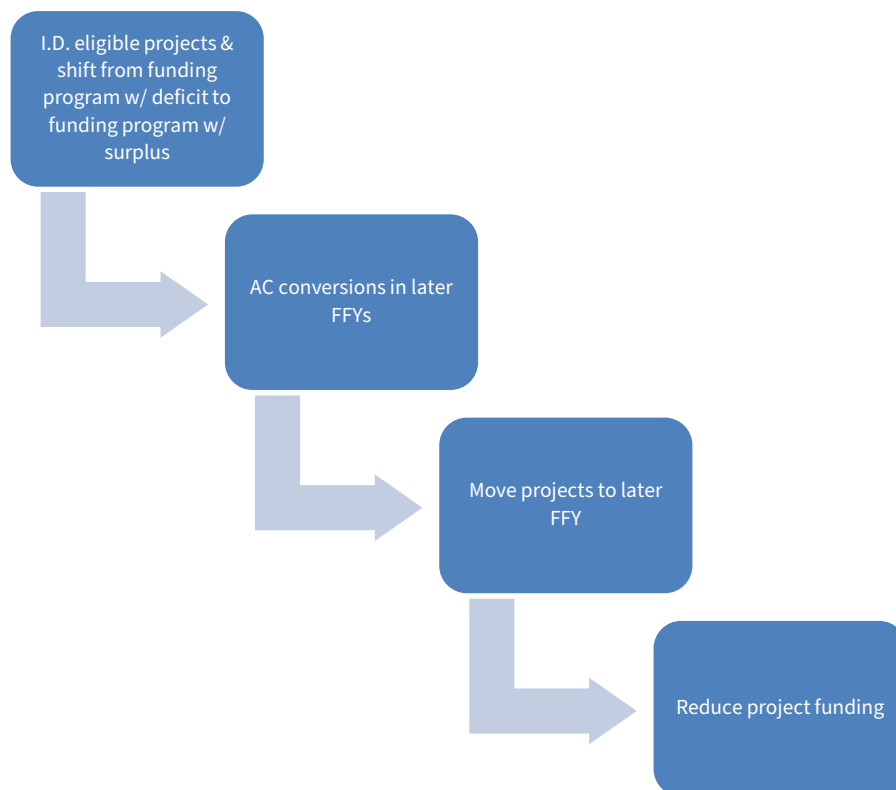 I.D. eligible projects &
shift from funding
program w/ deficit to
funding program w/
surplus
AC conversions in later
FFYs
Move projects to later
FFY
Reduce project funding